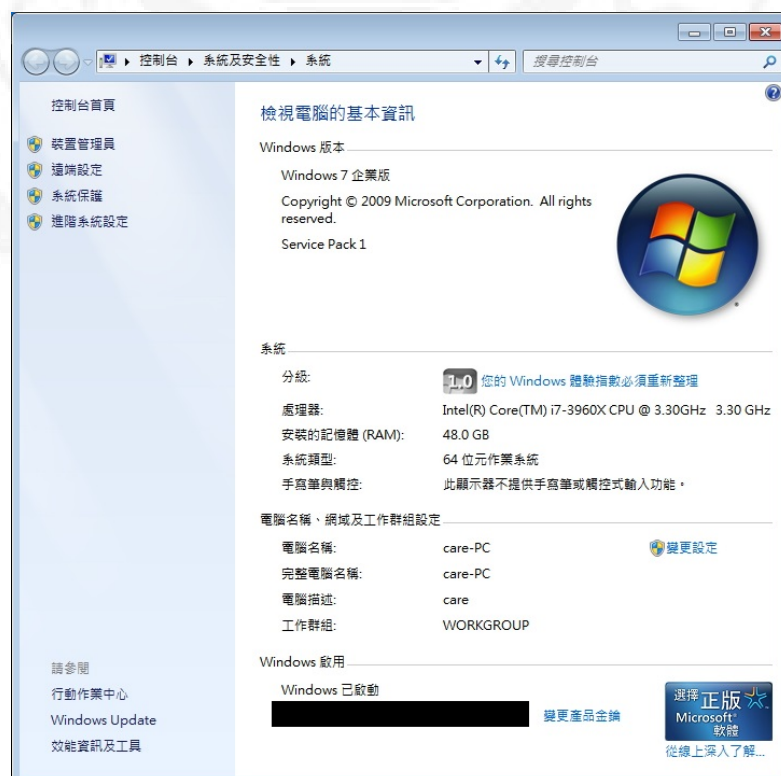 控制台 ▸ 系統及安全性 ▸ 系統
搜尋控制台
控制台首頁
裝置管理員
遠端設定
系統保護
進階系統設定
檢視電腦的基本資訊
Windows 版本
Windows 7 企業版
Copyright © 2009 Microsoft Corporation. All rights
reserved.
Service Pack 1
系統
分級: 1.0 您的 Windows 體驗指數必須重新整理
處理器: Intel(R) Core(TM) i7-3960X CPU @ 3.30GHz 3.30 GHz
安裝的記憶體 (RAM): 48.0 GB
系統類型: 64 位元作業系統
手寫筆與觸控: 此顯示器不提供手寫筆或觸控式輸入功能。
電腦名稱、網域及工作群組設定
電腦名稱: care-PC 變更設定
完整電腦名稱: care-PC
電腦描述: care
工作群組: WORKGROUP
Windows 啟用
Windows 已啟動
變更產品金鑰
選擇正版
Microsoft®
軟體
從線上深入了解...
請參閱
行動作業中心
Windows Update
效能資訊及工具